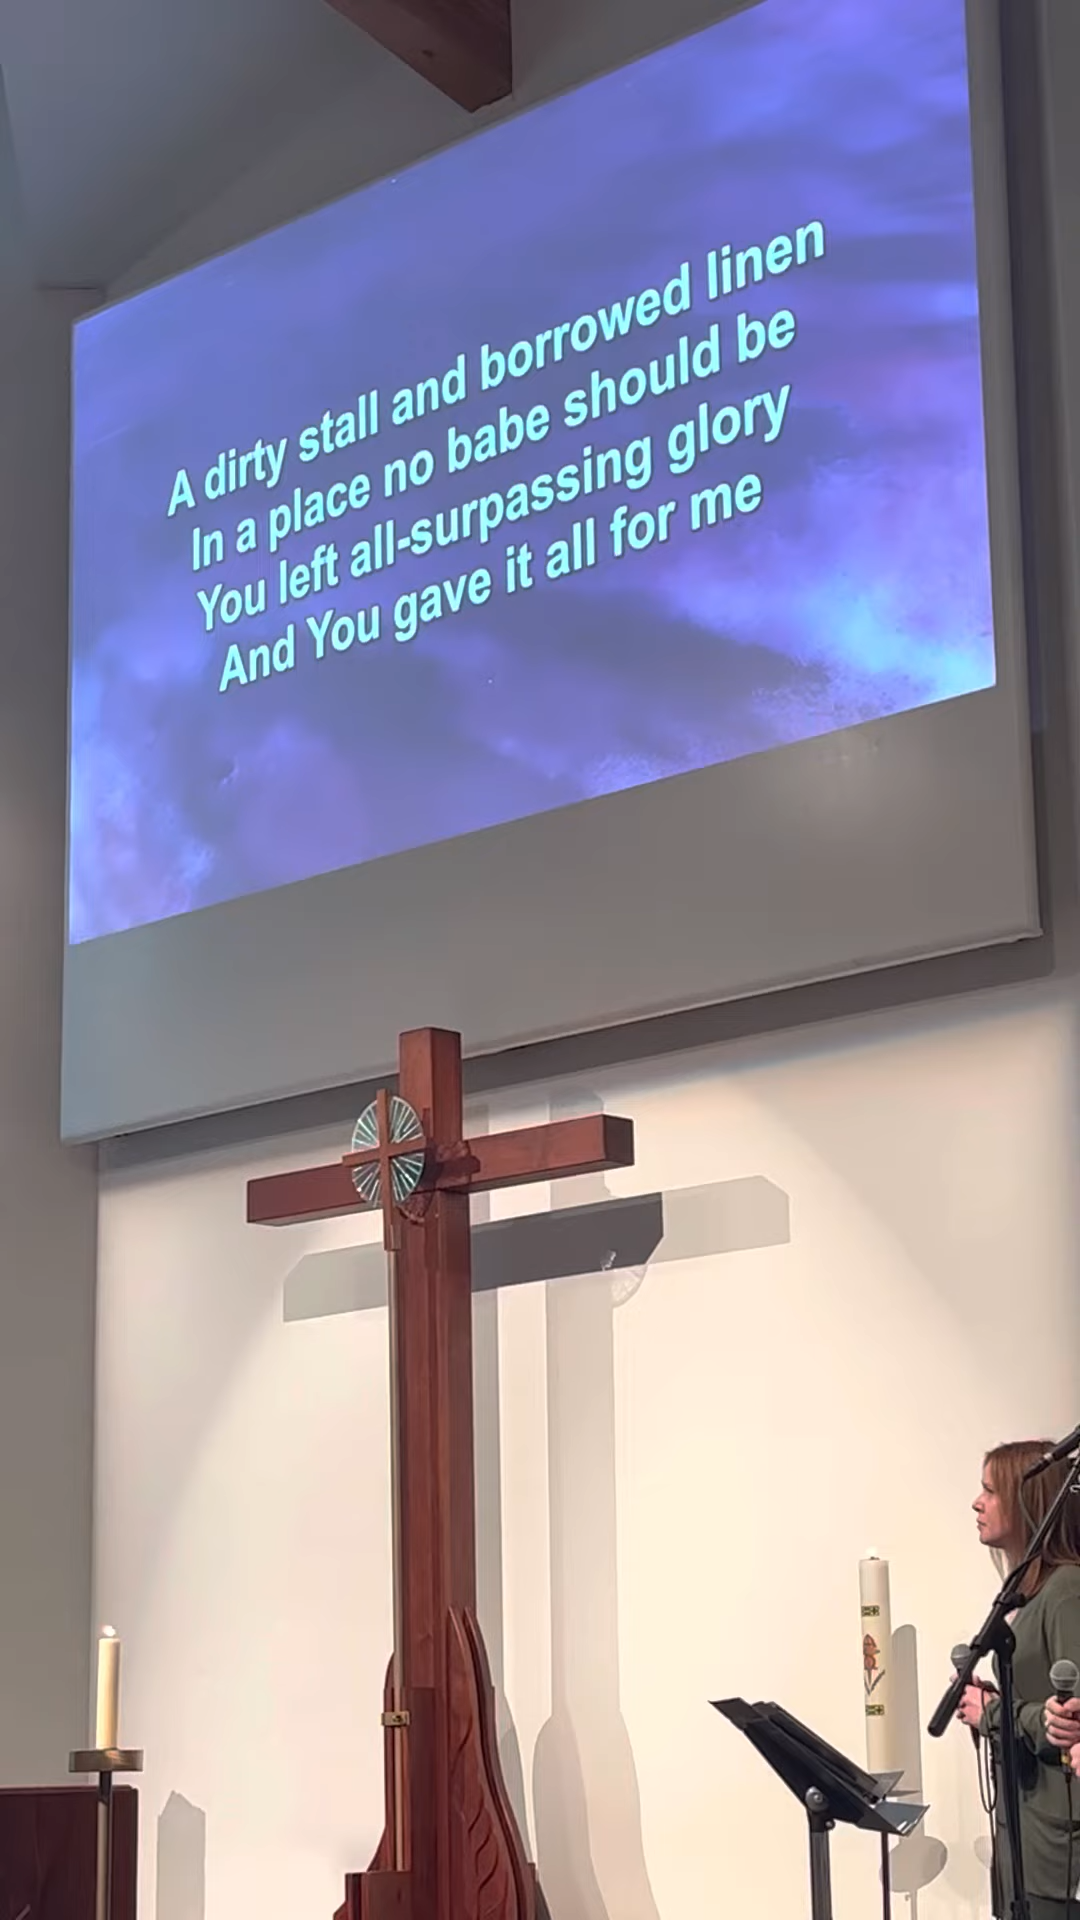 A dirty stall and borrowed linen
In a place no babe should be
You left all-surpassing glory
And You gave it all for me